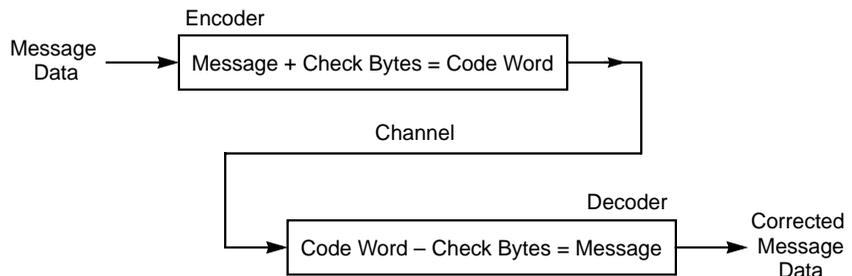 Encoder
Message
Data
Message + Check Bytes = Code Word
Channel
Decoder
Code Word – Check Bytes = Message
Corrected
Message
Data